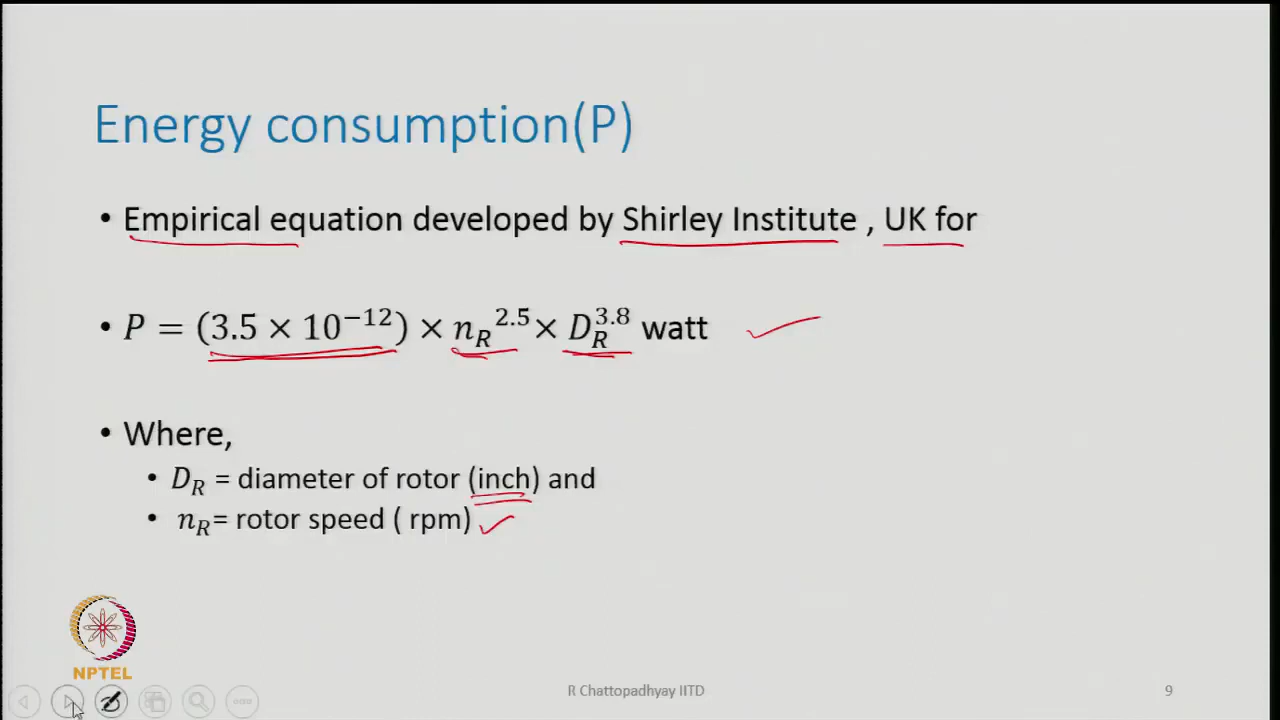 Energy consumption(P)
• Empirical equation developed by Shirley Institute , UK for
• P = (3.5 × 10⁻¹²) × n_R^2.5 × D_R^3.8 watt
• Where,
• D_R = diameter of rotor (inch) and
• n_R= rotor speed ( rpm)
NPTEL
R Chattopadhyay IITD
9